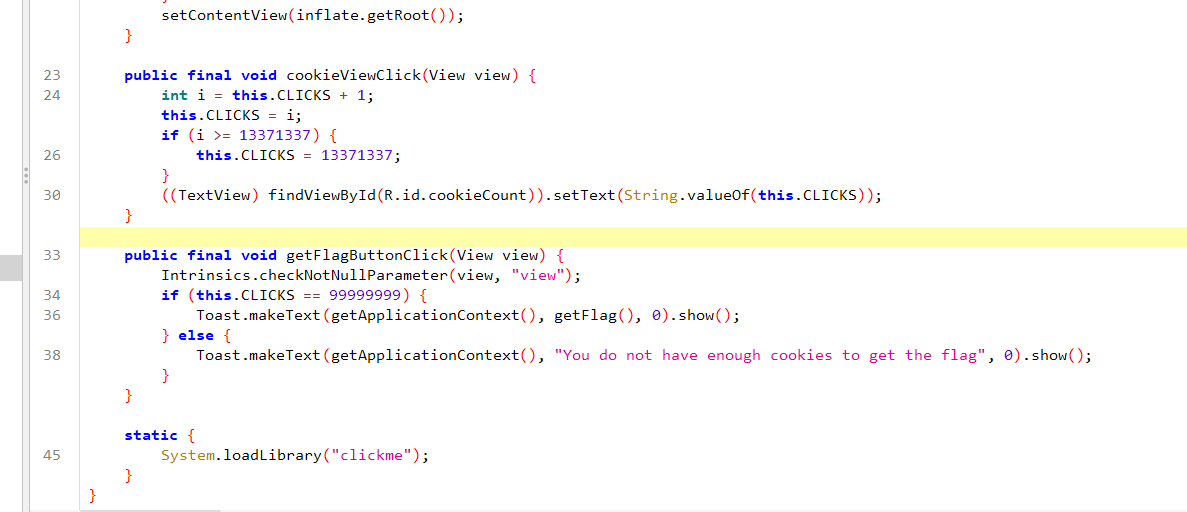 setContentView(inflate.getRoot());
}
23 public final void cookieViewClick(View view) {
24 int i = this.CLICKS + 1;
this.CLICKS = i;
if (i >= 13371337) {
26 this.CLICKS = 13371337;
}
30 ((TextView) findViewById(R.id.cookieCount)).setText(String.valueOf(this.CLICKS));
}
33 public final void getFlagButtonClick(View view) {
Intrinsics.checkNotNullParameter(view, "view");
34 if (this.CLICKS == 99999999) {
36 Toast.makeText(getApplicationContext(), getFlag(), 0).show();
} else {
38 Toast.makeText(getApplicationContext(), "You do not have enough cookies to get the flag", 0).show();
}
}
static {
45 System.loadLibrary("clickme");
}
}